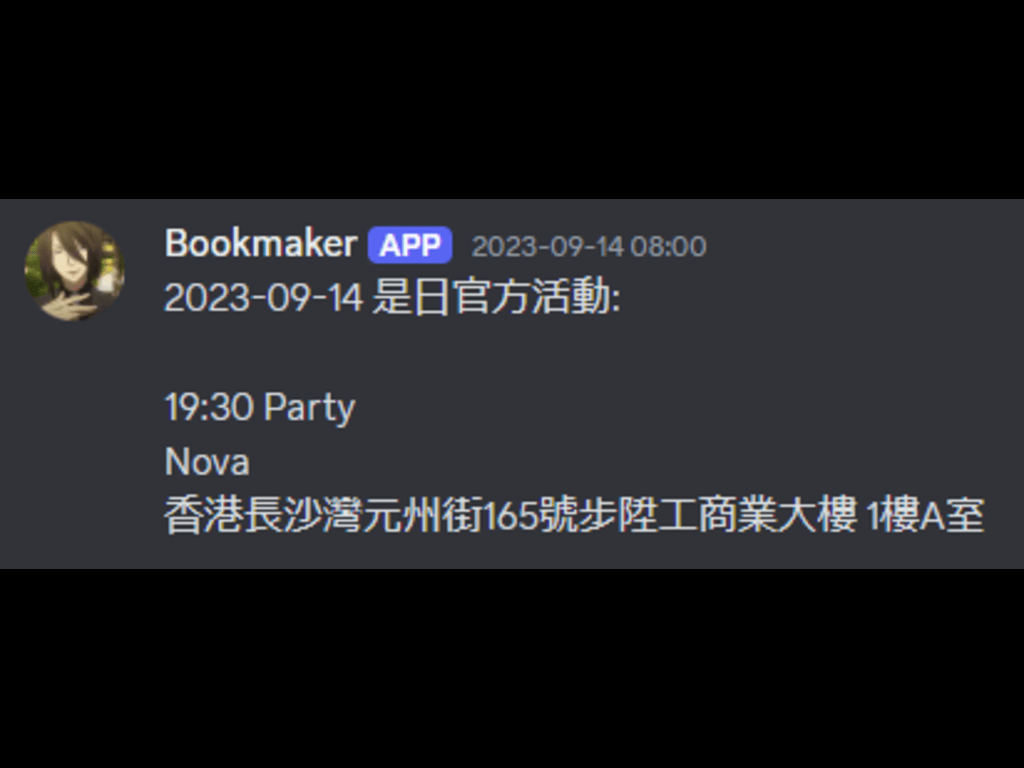 Bookmaker APP 2023-09-14 08:00
2023-09-14 是日官方活動:
19:30 Party
Nova
香港長沙灣元州街165號步陞工商業大樓 1樓A室